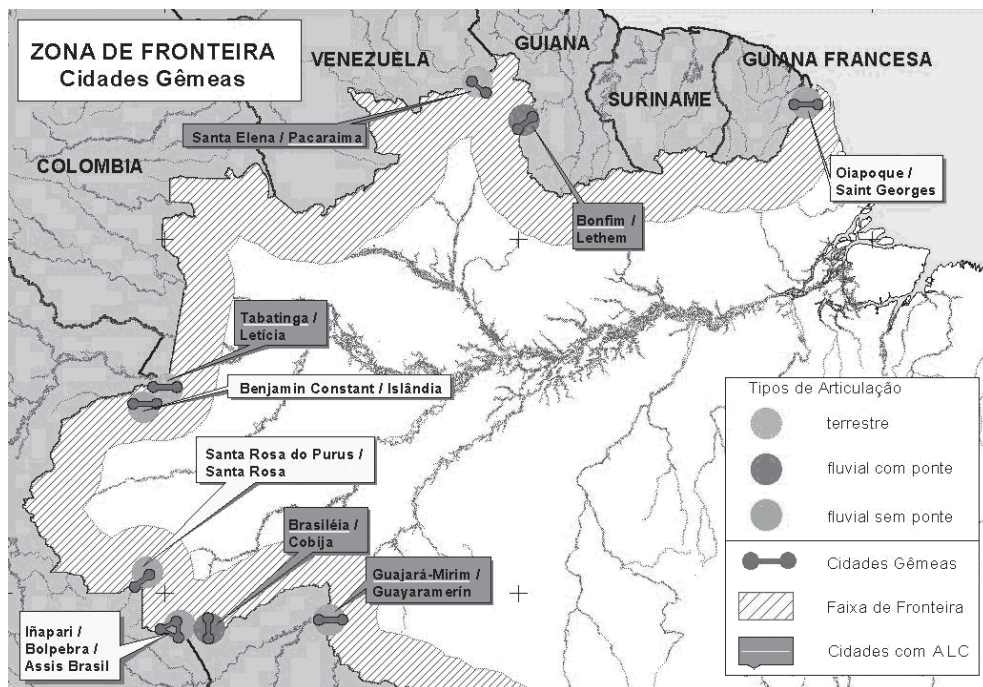 ZONA DE FRONTEIRA
Cidades Gêmeas
VENEZUELA
GUIANA
GUIANA FRANCESA
SURINAME
COLOMBIA
Santa Elena / Pacaraima
Oiapoque /
Saint Georges
Bonfim /
Lethem
Tabatinga /
Letícia
Benjamin Constant / Islândia
Santa Rosa do Purus /
Santa Rosa
Brasiléia /
Cobija
Guajará-Mirim /
Guayaramerín
Iñapari /
Bolpebra /
Assis Brasil
Tipos de Articulação
terrestre
fluvial com ponte
fluvial sem ponte
Cidades Gêmeas
Faixa de Fronteira
Cidades com ALC